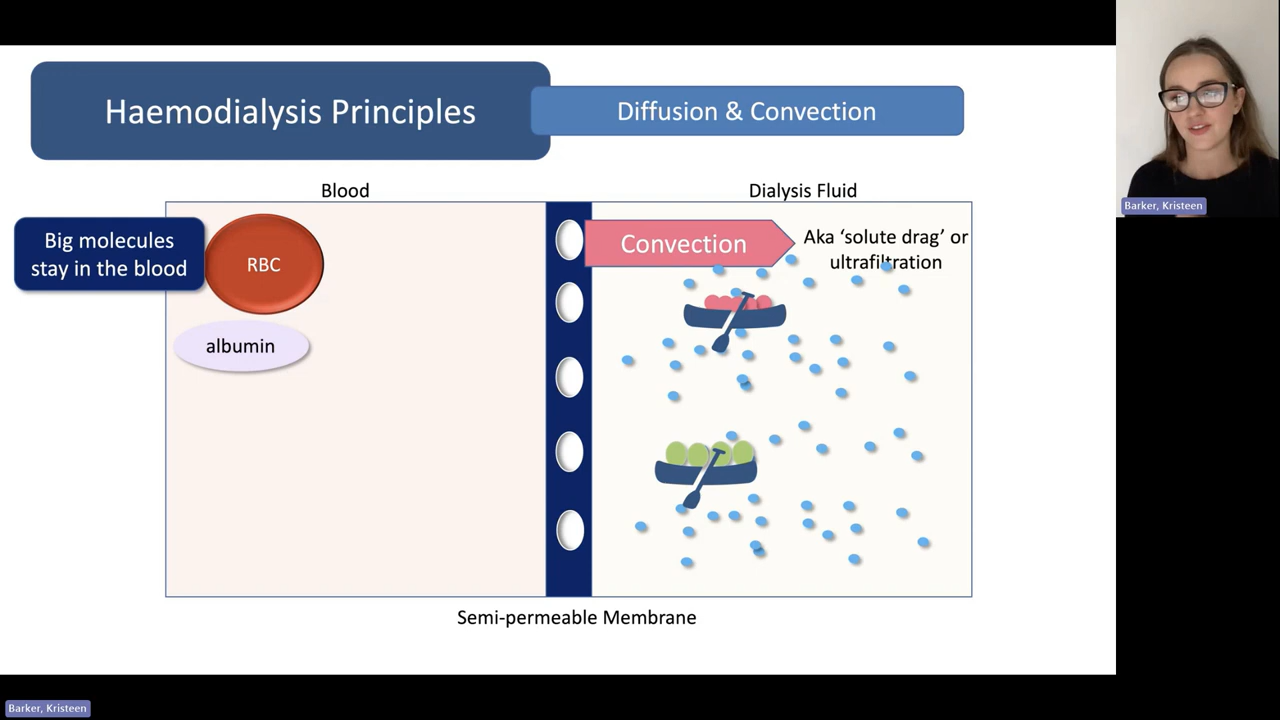 Haemodialysis Principles
Diffusion & Convection
Blood
Dialysis Fluid
Big molecules
stay in the blood
RBC
albumin
Convection
Aka ‘solute drag’ or
ultrafiltration
Semi-permeable Membrane
Barker, Kristeen
Barker, Kristeen